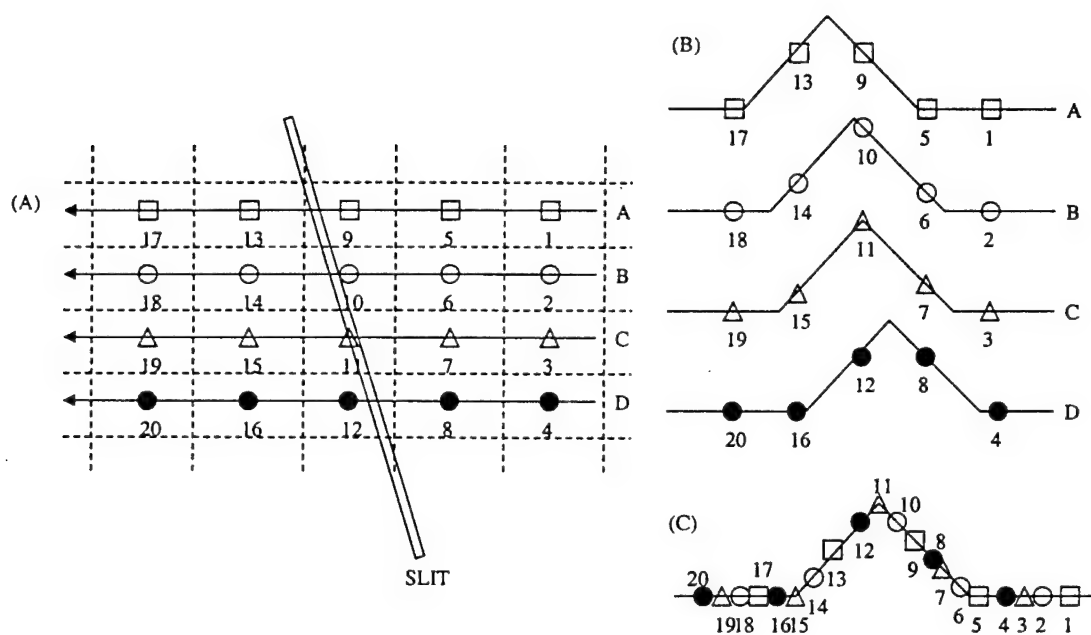 (A)
A
17 13 9 5 1
B
18 14 10 6 2
C
19 15 11 7 3
D
20 16 12 8 4
SLIT
(B)
13 9
A
17 5 1
10
B
14 6
18 2
11
C
15 7
19 3
12 8
D
20 16 4
(C)
11
10
12
8
9
20 17 13 7
14 6
19 18 16 15 5 4 3 2 1